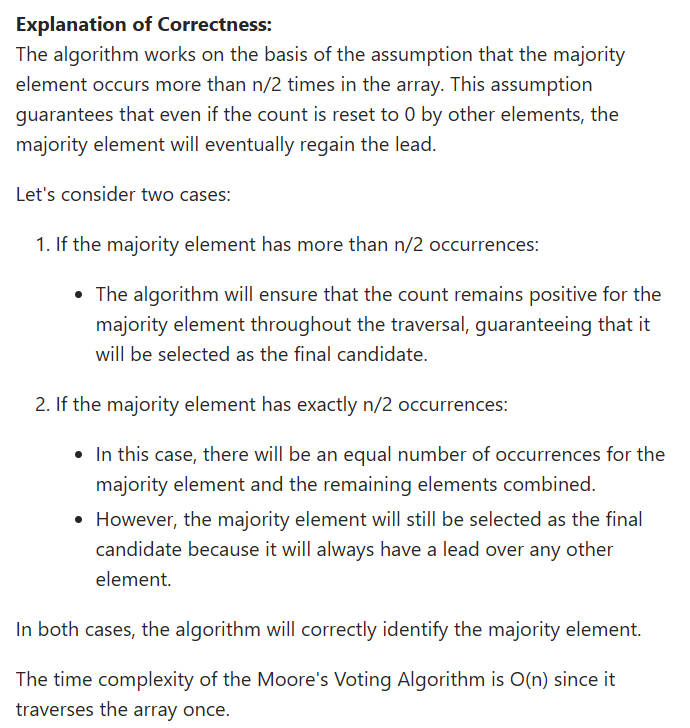 Explanation of Correctness:
The algorithm works on the basis of the assumption that the majority
element occurs more than n/2 times in the array. This assumption
guarantees that even if the count is reset to 0 by other elements, the
majority element will eventually regain the lead.
Let's consider two cases:
1. If the majority element has more than n/2 occurrences:
• The algorithm will ensure that the count remains positive for the
majority element throughout the traversal, guaranteeing that it
will be selected as the final candidate.
2. If the majority element has exactly n/2 occurrences:
• In this case, there will be an equal number of occurrences for the
majority element and the remaining elements combined.
• However, the majority element will still be selected as the final
candidate because it will always have a lead over any other
element.
In both cases, the algorithm will correctly identify the majority element.
The time complexity of the Moore's Voting Algorithm is O(n) since it
traverses the array once.